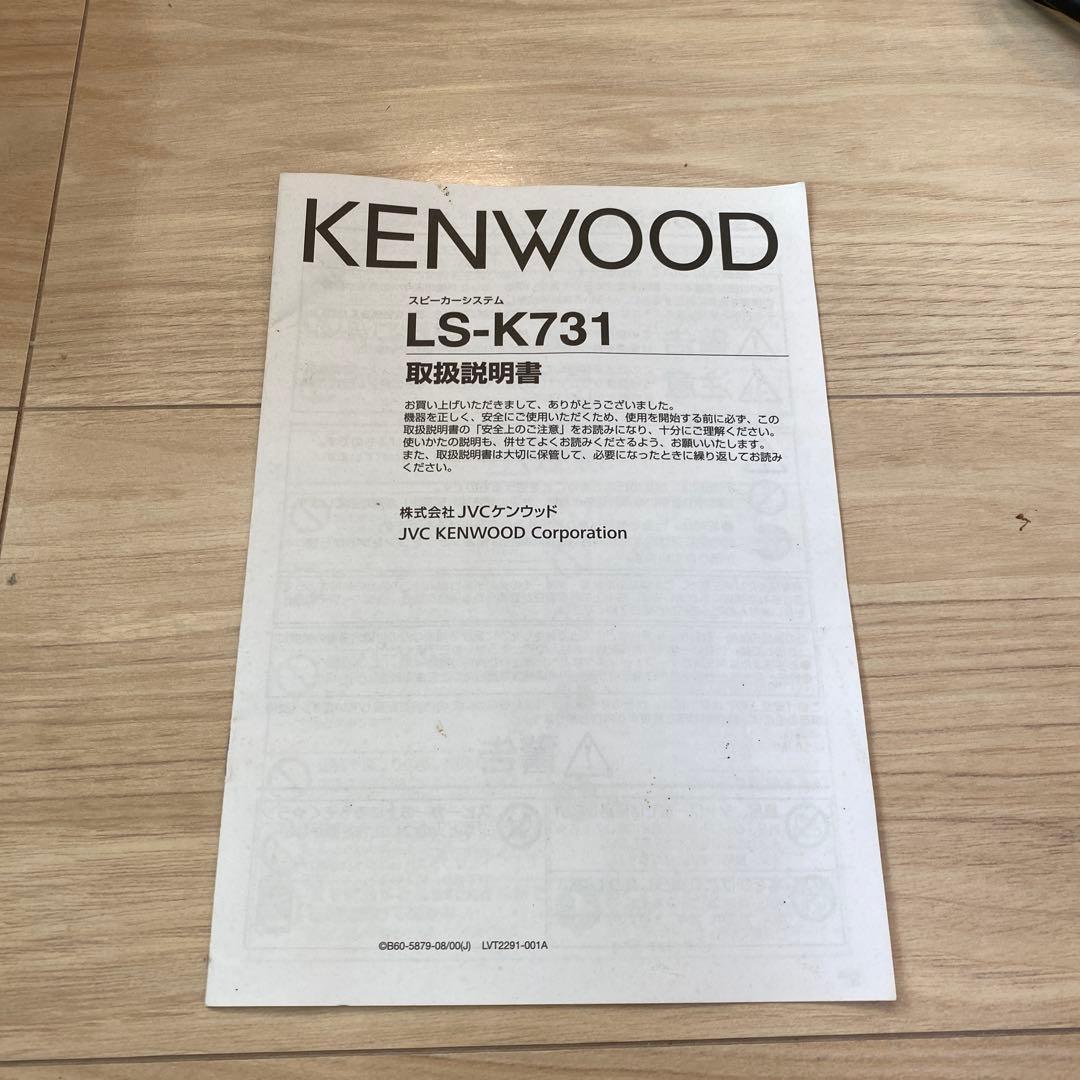 KENWOOD
スピーカーシステム
LS-K731
取扱説明書
お買い上げいただきまして、ありがとうございました。
機器を正しく、安全にご使用いただくため、使用を開始する前に必ず、この
取扱説明書の「安全上のご注意」をお読みになり、十分にご理解ください。
使いかたの説明も、併せてよくお読みくださるよう、お願いいたします。
また、取扱説明書は大切に保管して、必要になったときに繰り返してお読み
ください。
株式会社 JVCケンウッド
JVC KENWOOD Corporation
©B60-5879-08/00(J) LVT2291-001A